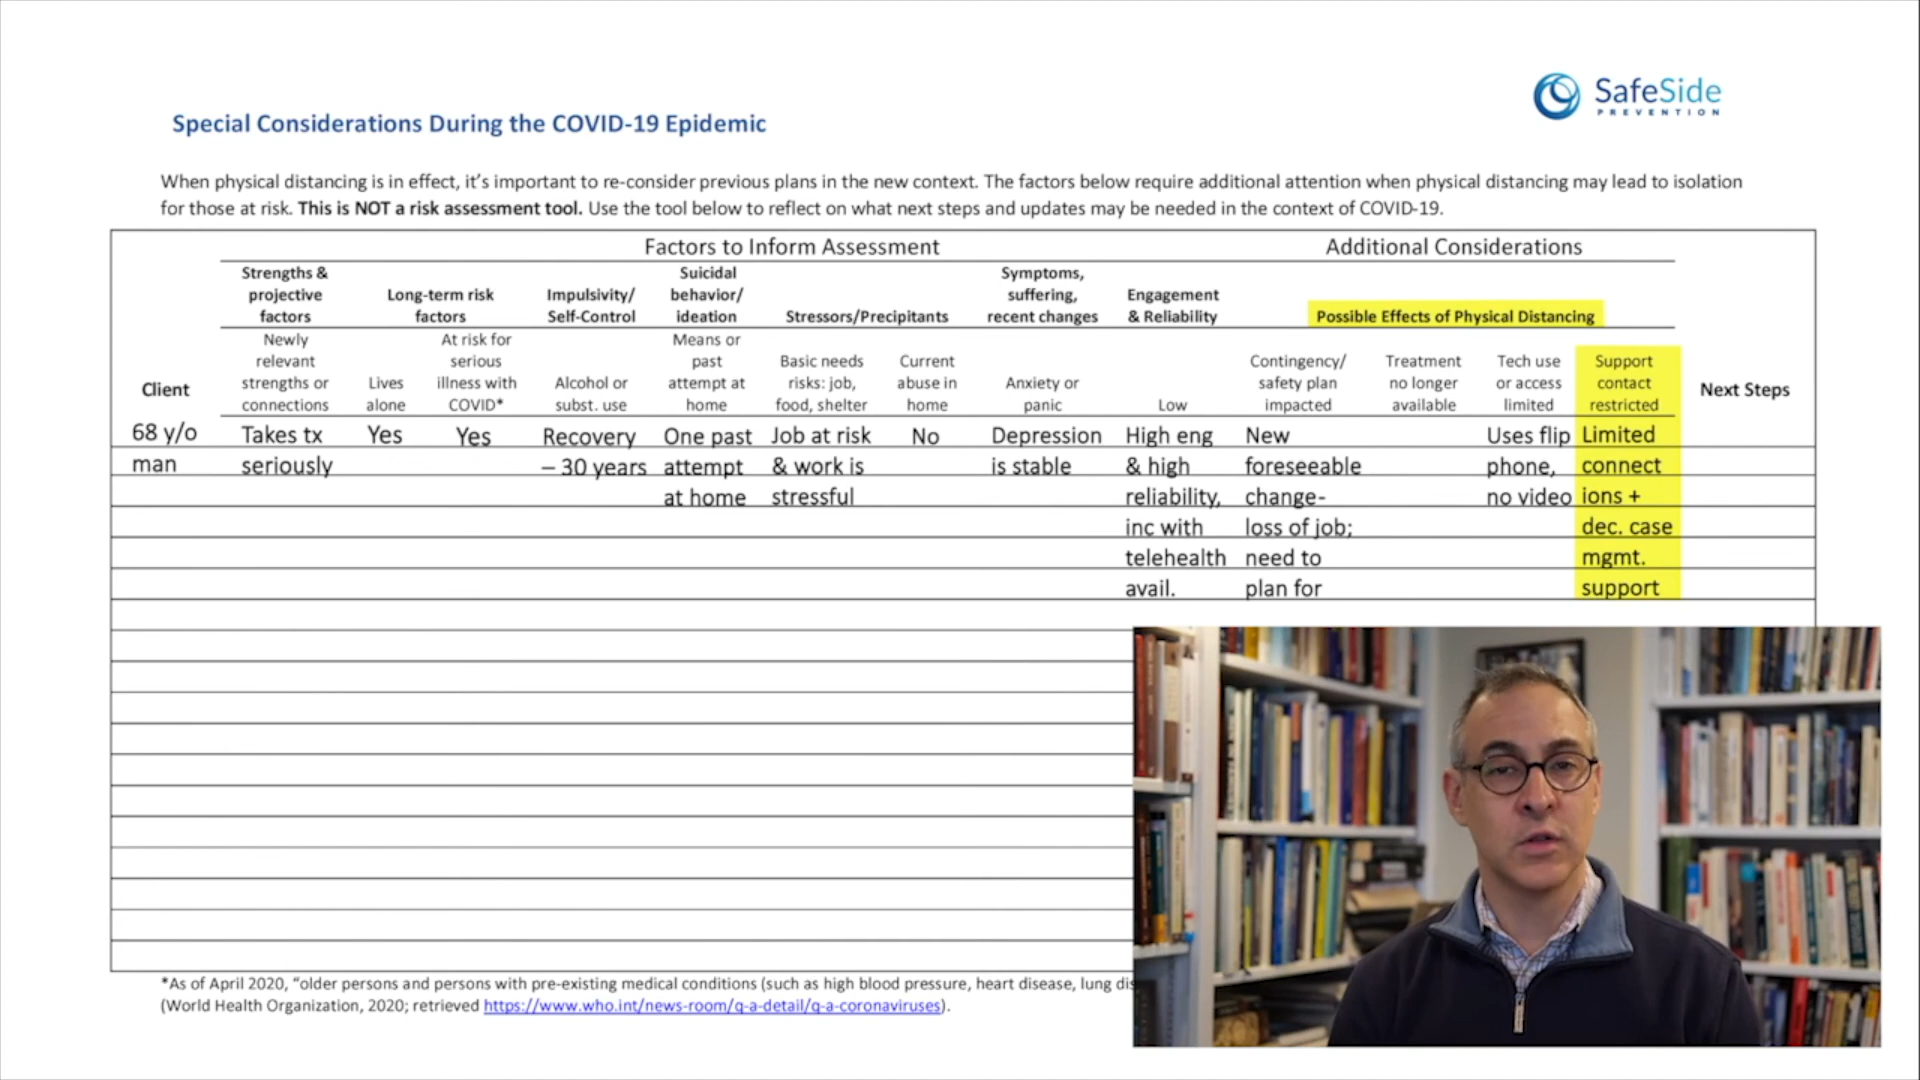 SafeSide
PREVENTION
Special Considerations During the COVID-19 Epidemic
When physical distancing is in effect, it's important to re-consider previous plans in the new context. The factors below require additional attention when physical distancing may lead to isolation
for those at risk. This is NOT a risk assessment tool. Use the tool below to reflect on what next steps and updates may be needed in the context of COVID-19.
Factors to Inform Assessment
Additional Considerations
Client
Strengths &
projective
factors
Long-term risk
factors
Impulsivity/
Self-Control
Suicidal
behavior/
ideation
Stressors/Precipitants
Symptoms,
suffering,
recent changes
Engagement
& Reliability
Possible Effects of Physical Distancing
Newly
relevant
strengths or
connections
Lives
alone
At risk for
serious
illness with
COVID*
Alcohol or
subst. use
Means or
past
attempt at
home
Basic needs
risks: job,
food, shelter
Current
abuse in
home
Anxiety or
panic
Low
Contingency/
safety plan
impacted
Treatment
no longer
available
Tech use
or access
limited
Support
contact
restricted
Next Steps
68 y/o
man
Takes tx
seriously
Yes
Yes
Recovery
– 30 years
One past
attempt
at home
Job at risk
& work is
stressful
No
Depression
is stable
High eng
& high
reliability,
inc with
telehealth
avail.
New
foreseeable
change-
loss of job;
need to
plan for
Uses flip
phone,
no video
Limited
connect
ions +
dec. case
mgmt.
support
*As of April 2020, "older persons and persons with pre-existing medical conditions (such as high blood pressure, heart disease, lung
(World Health Organization, 2020; retrieved https://www.who.int/news-room/q-a-detail/q-a-coronaviruses).